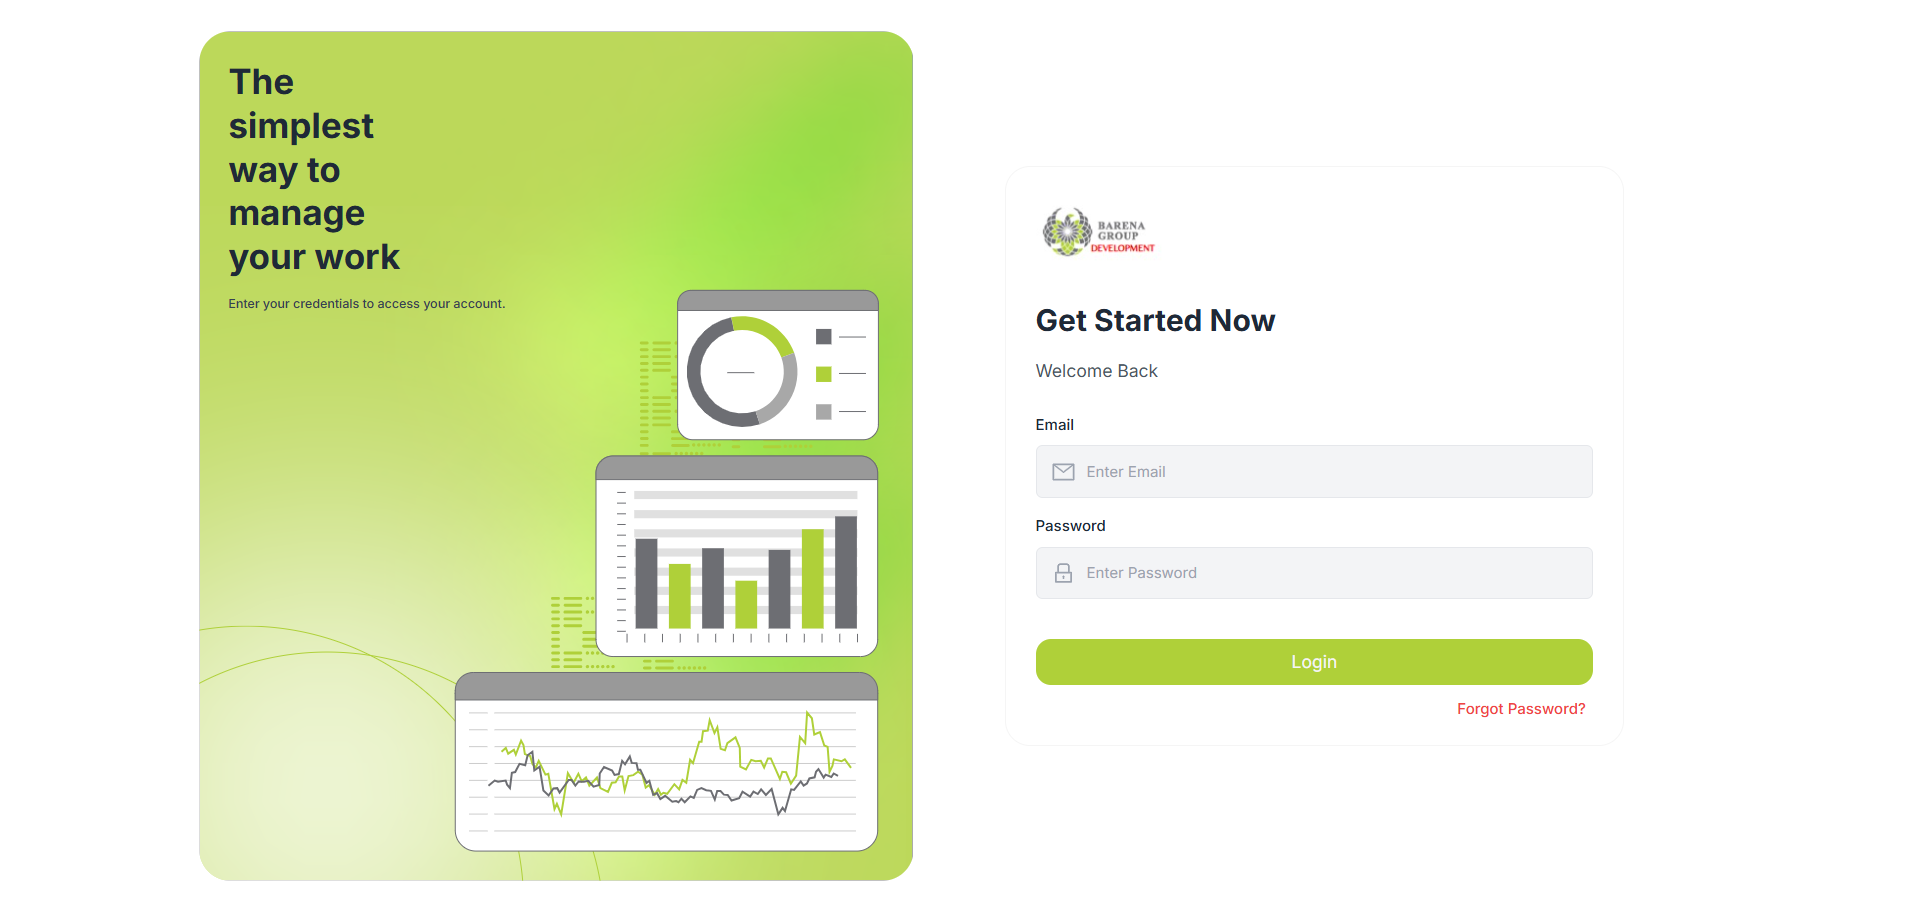 The
simplest
way to
manage
your work
Enter your credentials to access your account.
BARENA
GROUP
DEVELOPMENT
Get Started Now
Welcome Back
Email
Enter Email
Password
Enter Password
Login
Forgot Password?